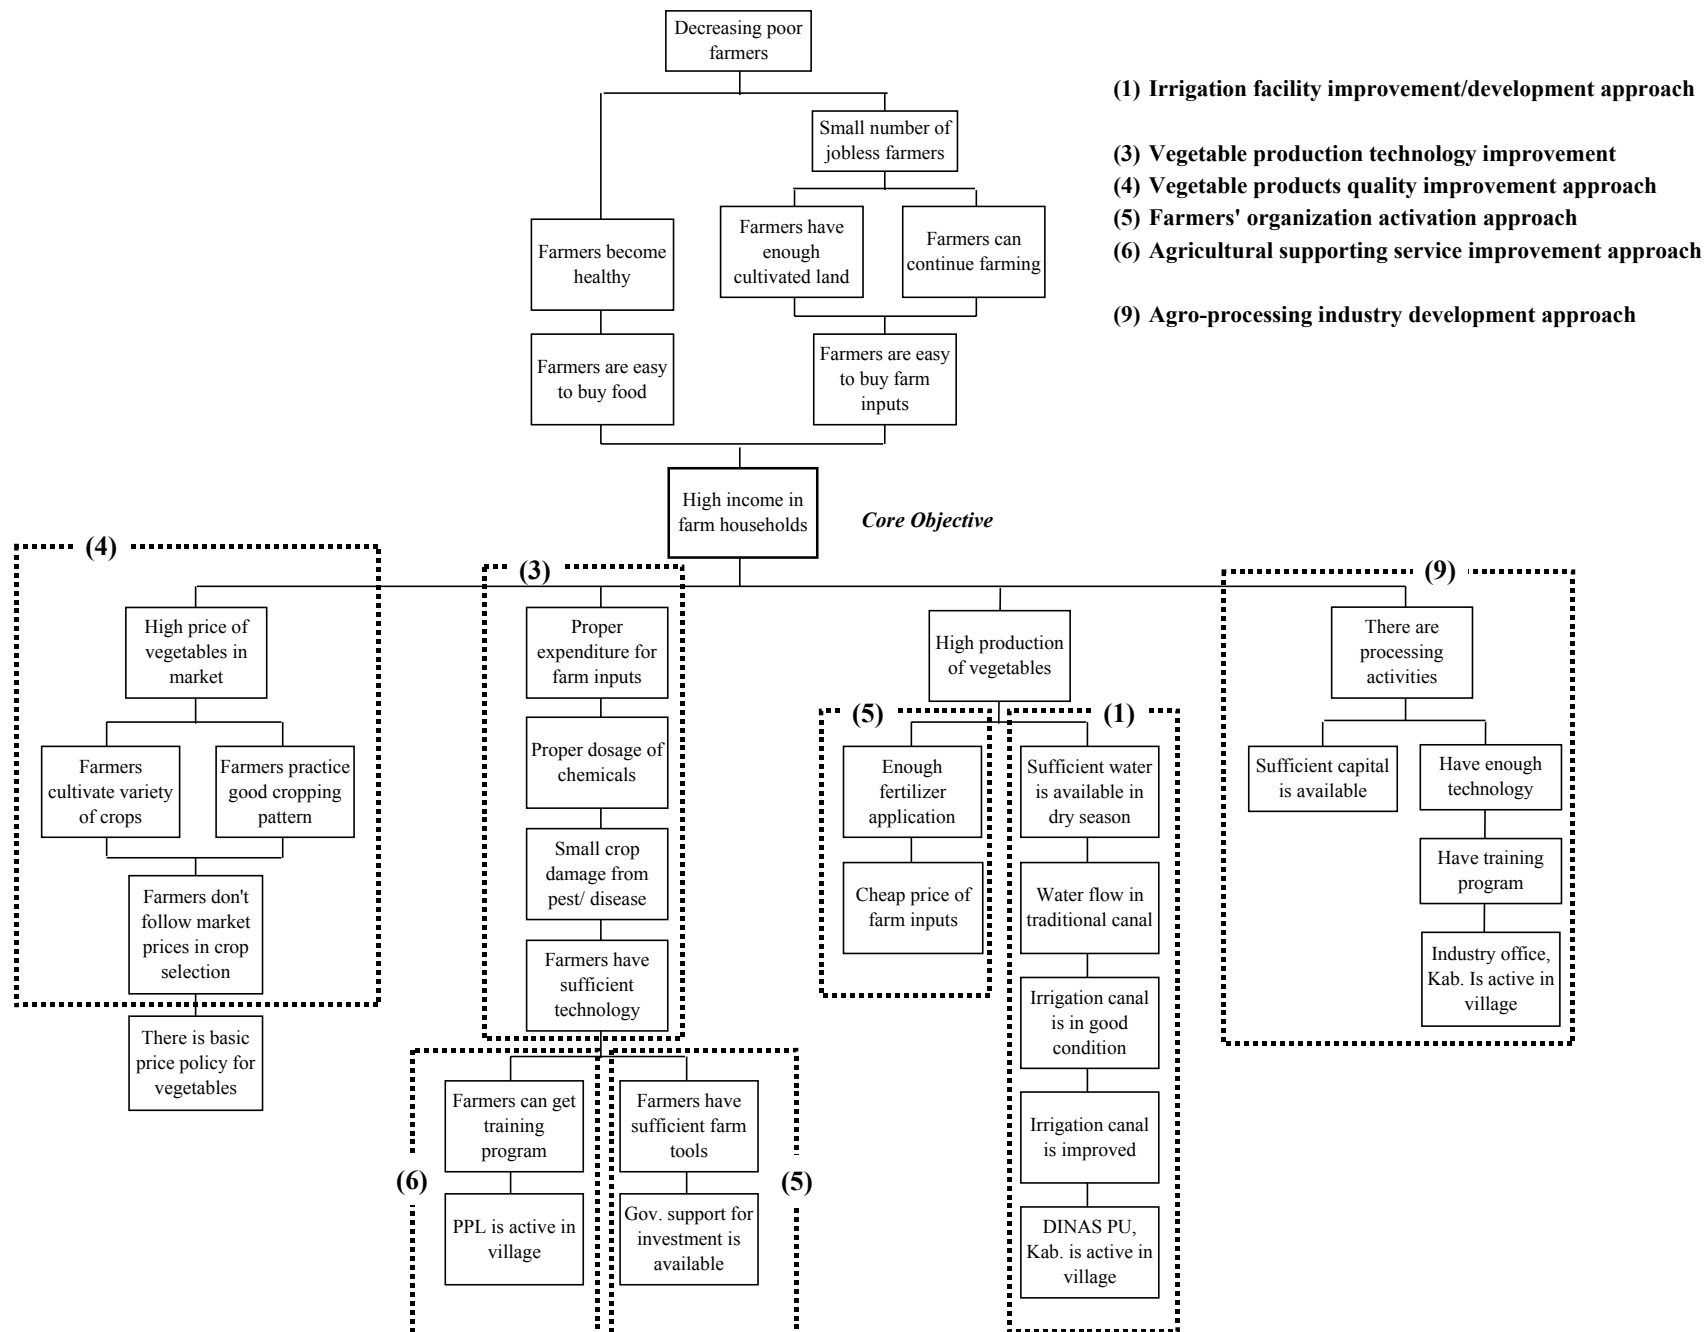 Decreasing poor
farmers
(1) Irrigation facility improvement/development approach
(3) Vegetable production technology improvement
(4) Vegetable products quality improvement approach
(5) Farmers' organization activation approach
(6) Agricultural supporting service improvement approach
(9) Agro-processing industry development approach
Small number of
jobless farmers
Farmers become
healthy
Farmers have
enough
cultivated land
Farmers can
continue farming
Farmers are easy
to buy food
Farmers are easy
to buy farm
inputs
High income in
farm households
Core Objective
(4)
High price of
vegetables in
market
Farmers
cultivate variety
of crops
Farmers practice
good cropping
pattern
Farmers don't
follow market
prices in crop
selection
There is basic
price policy for
vegetables
(3)
Proper
expenditure for
farm inputs
Proper dosage of
chemicals
Small crop
damage from
pest/ disease
Farmers have
sufficient
technology
(6)
Farmers can get
training
program
PPL is active in
village
(5)
Farmers have
sufficient farm
tools
Gov. support for
investment is
available
High production
of vegetables
(5)
Enough
fertilizer
application
Cheap price of
farm inputs
(1)
Sufficient water
is available in
dry season
Water flow in
traditional canal
Irrigation canal
is in good
condition
Irrigation canal
is improved
DINAS PU,
Kab. is active in
village
(9)
There are
processing
activities
Sufficient capital
is available
Have enough
technology
Have training
program
Industry office,
Kab. Is active in
village